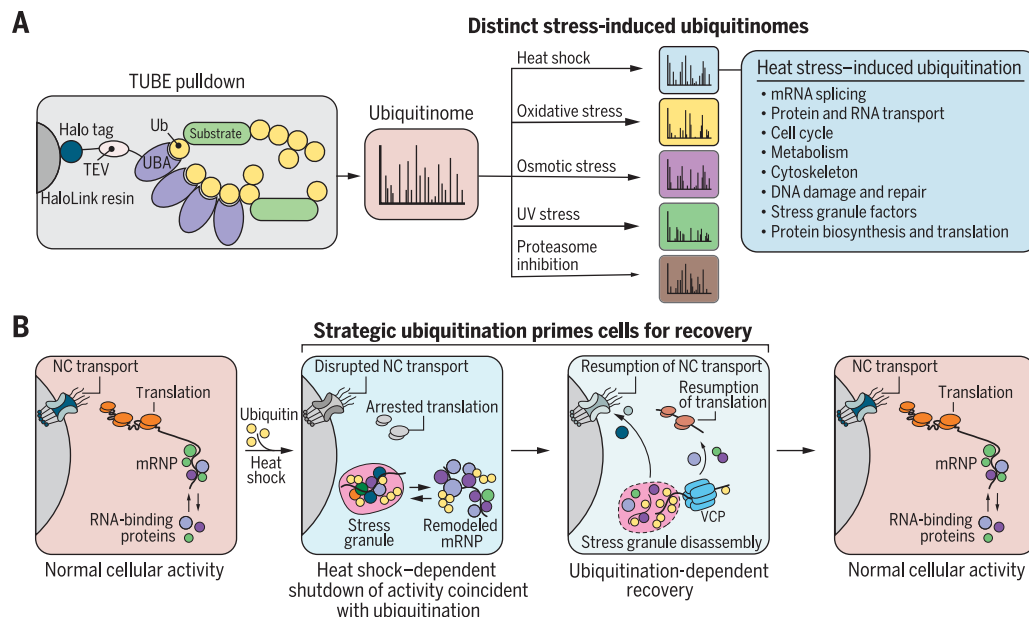 A
Distinct stress-induced ubiquitinomes
TUBE pulldown
Halo tag
TEV
HaloLink resin
Ub
UBA
Substrate
Ubiquitinome
Heat shock
Oxidative stress
Osmotic stress
UV stress
Proteasome
inhibition
Heat stress–induced ubiquitination
• mRNA splicing
• Protein and RNA transport
• Cell cycle
• Metabolism
• Cytoskeleton
• DNA damage and repair
• Stress granule factors
• Protein biosynthesis and translation
B
Strategic ubiquitination primes cells for recovery
NC transport
Translation
mRNP
RNA-binding
proteins
Normal cellular activity
Ubiquitin
Heat
shock
Disrupted NC transport
Arrested translation
Stress
granule
Remodeled
mRNP
Heat shock–dependent
shutdown of activity coincident
with ubiquitination
Resumption of NC transport
Resumption
of translation
VCP
Stress granule disassembly
Ubiquitination-dependent
recovery
NC transport
Translation
mRNP
RNA-binding
proteins
Normal cellular activity